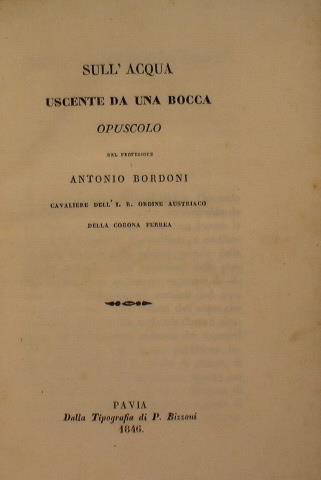 SULL' ACQUA
USCENTE DA UNA BOCCA
OPUSCOLO
DEL PROFESSORE
ANTONIO BORDONI
CAVALIERE DELL' I. R. ORDINE AUSTRIACO
DELLA CORONA FERREA
PAVIA
Dalla Tipografia di P. Bizzoni
1846.